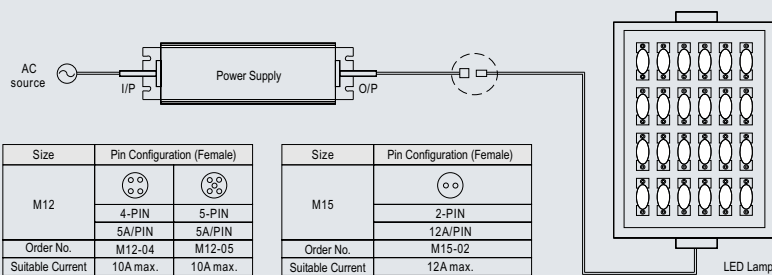 AC
source
I/P
Power Supply
O/P
Size Pin Configuration (Female)
M12
4-PIN 5-PIN
5A/PIN 5A/PIN
Order No. M12-04 M12-05
Suitable Current 10A max. 10A max.
Size Pin Configuration (Female)
M15
2-PIN
12A/PIN
Order No. M15-02
Suitable Current 12A max.
LED Lamp